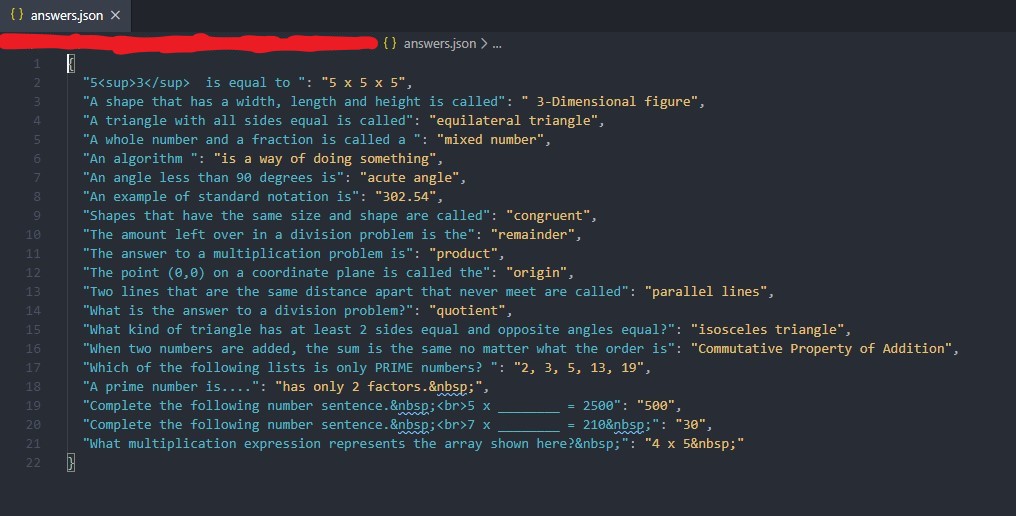 {} answers.json ×
{} answers.json > ...
1 {
2 "5<sup>3</sup>  is equal to ": "5 x 5 x 5",
3 "A shape that has a width, length and height is called": " 3-Dimensional figure",
4 "A triangle with all sides equal is called": "equilateral triangle",
5 "A whole number and a fraction is called a ": "mixed number",
6 "An algorithm ": "is a way of doing something",
7 "An angle less than 90 degrees is": "acute angle",
8 "An example of standard notation is": "302.54",
9 "Shapes that have the same size and shape are called": "congruent",
10 "The amount left over in a division problem is the": "remainder",
11 "The answer to a multiplication problem is": "product",
12 "The point (0,0) on a coordinate plane is called the": "origin",
13 "Two lines that are the same distance apart that never meet are called": "parallel lines",
14 "What is the answer to a division problem?": "quotient",
15 "What kind of triangle has at least 2 sides equal and opposite angles equal?": "isosceles triangle",
16 "When two numbers are added, the sum is the same no matter what the order is": "Commutative Property of Addition",
17 "Which of the following lists is only PRIME numbers? ": "2, 3, 5, 13, 19",
18 "A prime number is....": "has only 2 factors.&nbsp;",
19 "Complete the following number sentence.&nbsp;<br>5 x ________ = 2500": "500",
20 "Complete the following number sentence.&nbsp;<br>7 x ________ = 210&nbsp;": "30",
21 "What multiplication expression represents the array shown here?&nbsp;": "4 x 5&nbsp;"
22 }